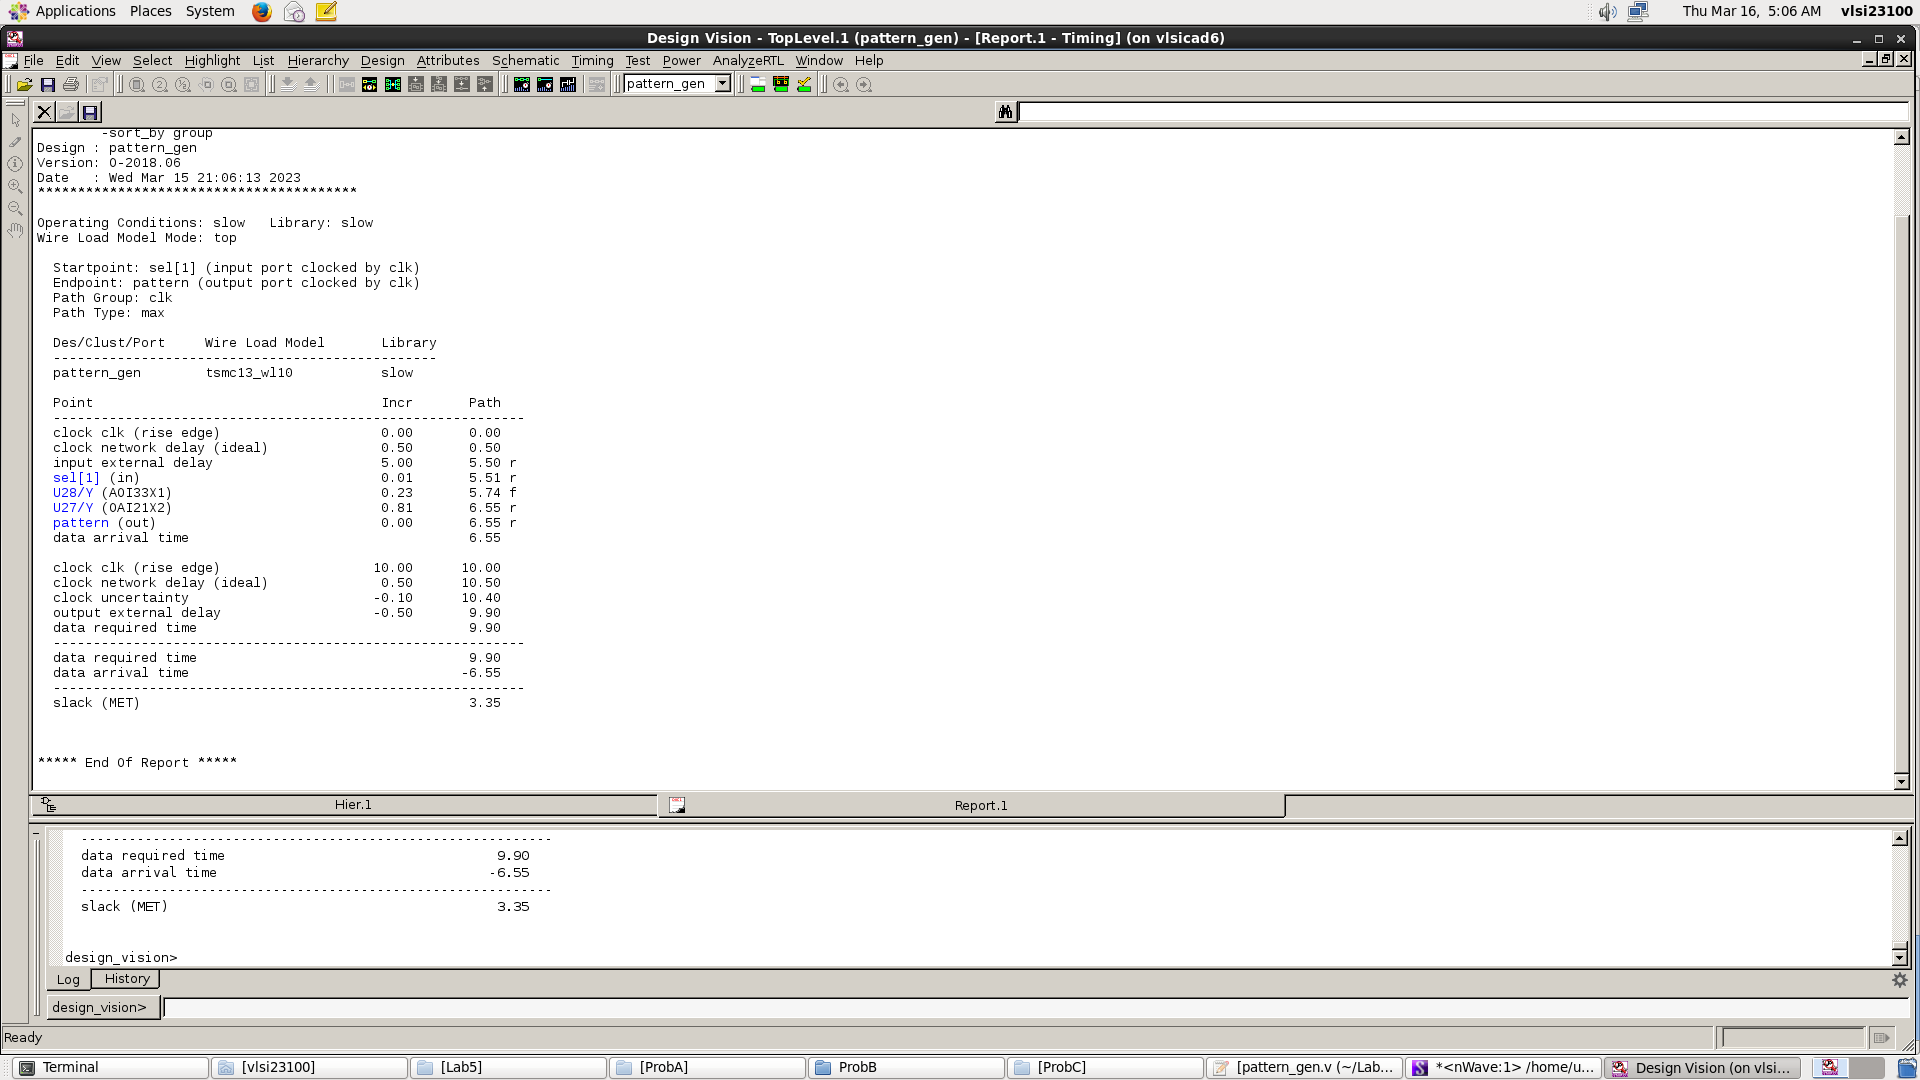 Applications Places System Thu Mar 16, 5:06 AM vlsi23100
Design Vision - TopLevel.1 (pattern_gen) - [Report.1 - Timing] (on vlsicad6)
File Edit View Select Highlight List Hierarchy Design Attributes Schematic Timing Test Power AnalyzeRTL Window Help
pattern_gen
-sort_by group
Design : pattern_gen
Version: O-2018.06
Date : Wed Mar 15 21:06:13 2023
****************************************
Operating Conditions: slow Library: slow
Wire Load Model Mode: top
Startpoint: sel[1] (input port clocked by clk)
Endpoint: pattern (output port clocked by clk)
Path Group: clk
Path Type: max
Des/Clust/Port Wire Load Model Library
------------------------------------------------
pattern_gen tsmc13_wl10 slow
Point Incr Path
-----------------------------------------------------------
clock clk (rise edge) 0.00 0.00
clock network delay (ideal) 0.50 0.50
input external delay 5.00 5.50 r
sel[1] (in) 0.01 5.51 r
U28/Y (AOI33X1) 0.23 5.74 f
U27/Y (OAI21X2) 0.81 6.55 r
pattern (out) 0.00 6.55 r
data arrival time 6.55
clock clk (rise edge) 10.00 10.00
clock network delay (ideal) 0.50 10.50
clock uncertainty -0.10 10.40
output external delay -0.50 9.90
data required time 9.90
-----------------------------------------------------------
data required time 9.90
data arrival time -6.55
-----------------------------------------------------------
slack (MET) 3.35
***** End Of Report *****
Hier.1 Report.1
-----------------------------------------------------------
data required time 9.90
data arrival time -6.55
-----------------------------------------------------------
slack (MET) 3.35
design_vision>
Log History
design_vision>
Ready
Terminal [vlsi23100] [Lab5] [ProbA] ProbB [ProbC] [pattern_gen.v (~/Lab... *<nWave:1> /home/u... Design Vision (on vlsi...